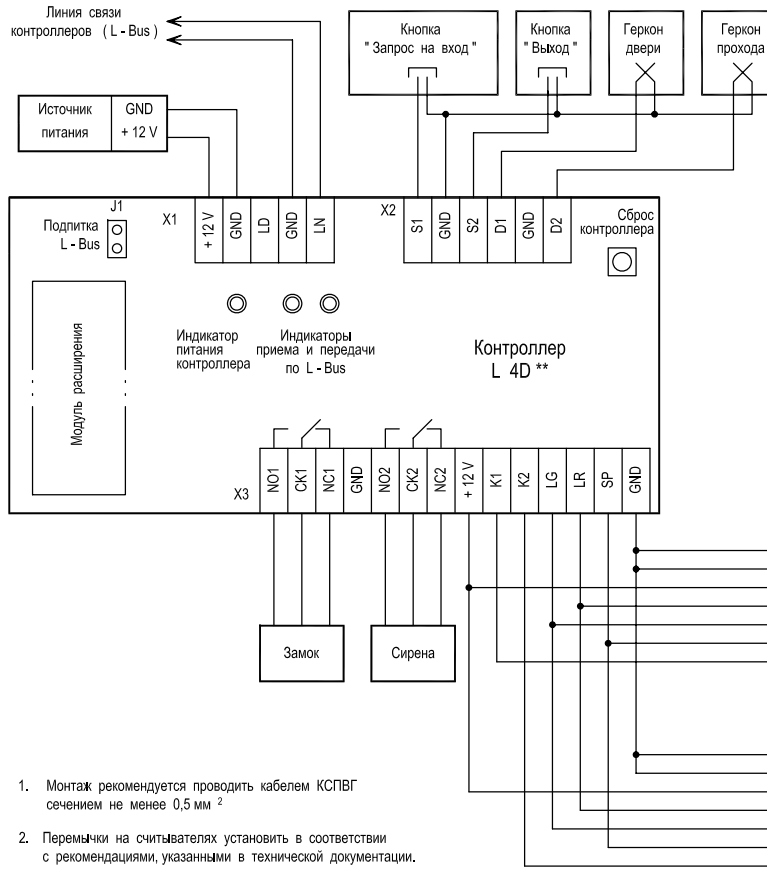 Линия связи
контроллеров ( L - Bus )
Кнопка
" Запрос на вход "
Кнопка
" Выход "
Геркон
двери
Геркон
прохода
Источник
питания
GND
+ 12 V
J1
Подпитка
L - Bus
X1
+ 12 V
GND
LD
GND
LN
X2
S1
GND
S2
D1
GND
D2
Сброс
контроллера
Модуль расширения
Индикатор
питания
контроллера
Индикаторы
приема и передачи
по L - Bus
Контроллер
L 4D **
X3
NO1
CK1
NC1
GND
NO2
CK2
NC2
+ 12 V
K1
K2
LG
LR
SP
GND
Замок
Сирена
1. Монтаж рекомендуется проводить кабелем КСПВГ
сечением не менее 0,5 мм ²
2. Перемычки на считывателях установить в соответствии
с рекомендациями, указанными в технической документации.